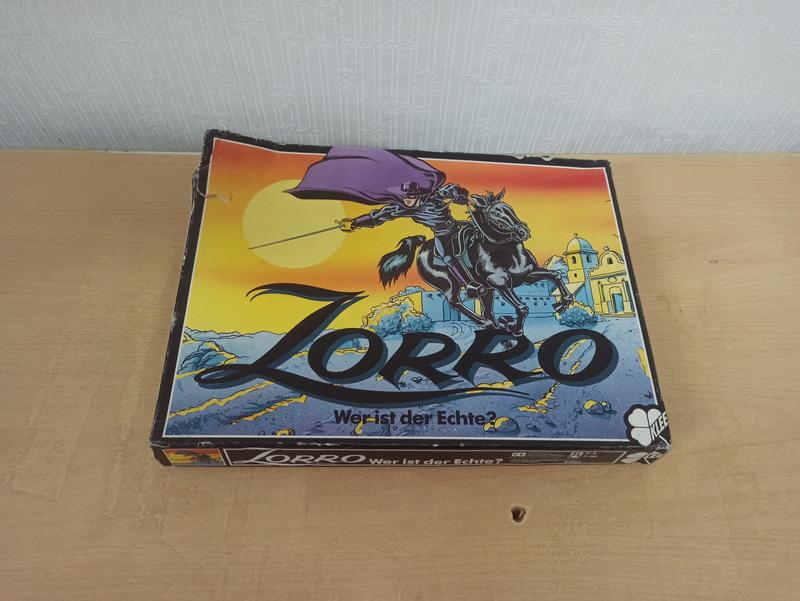 ZORRO
Wer ist der Echte?
KLEE
ZORRO Wer ist der Echte?